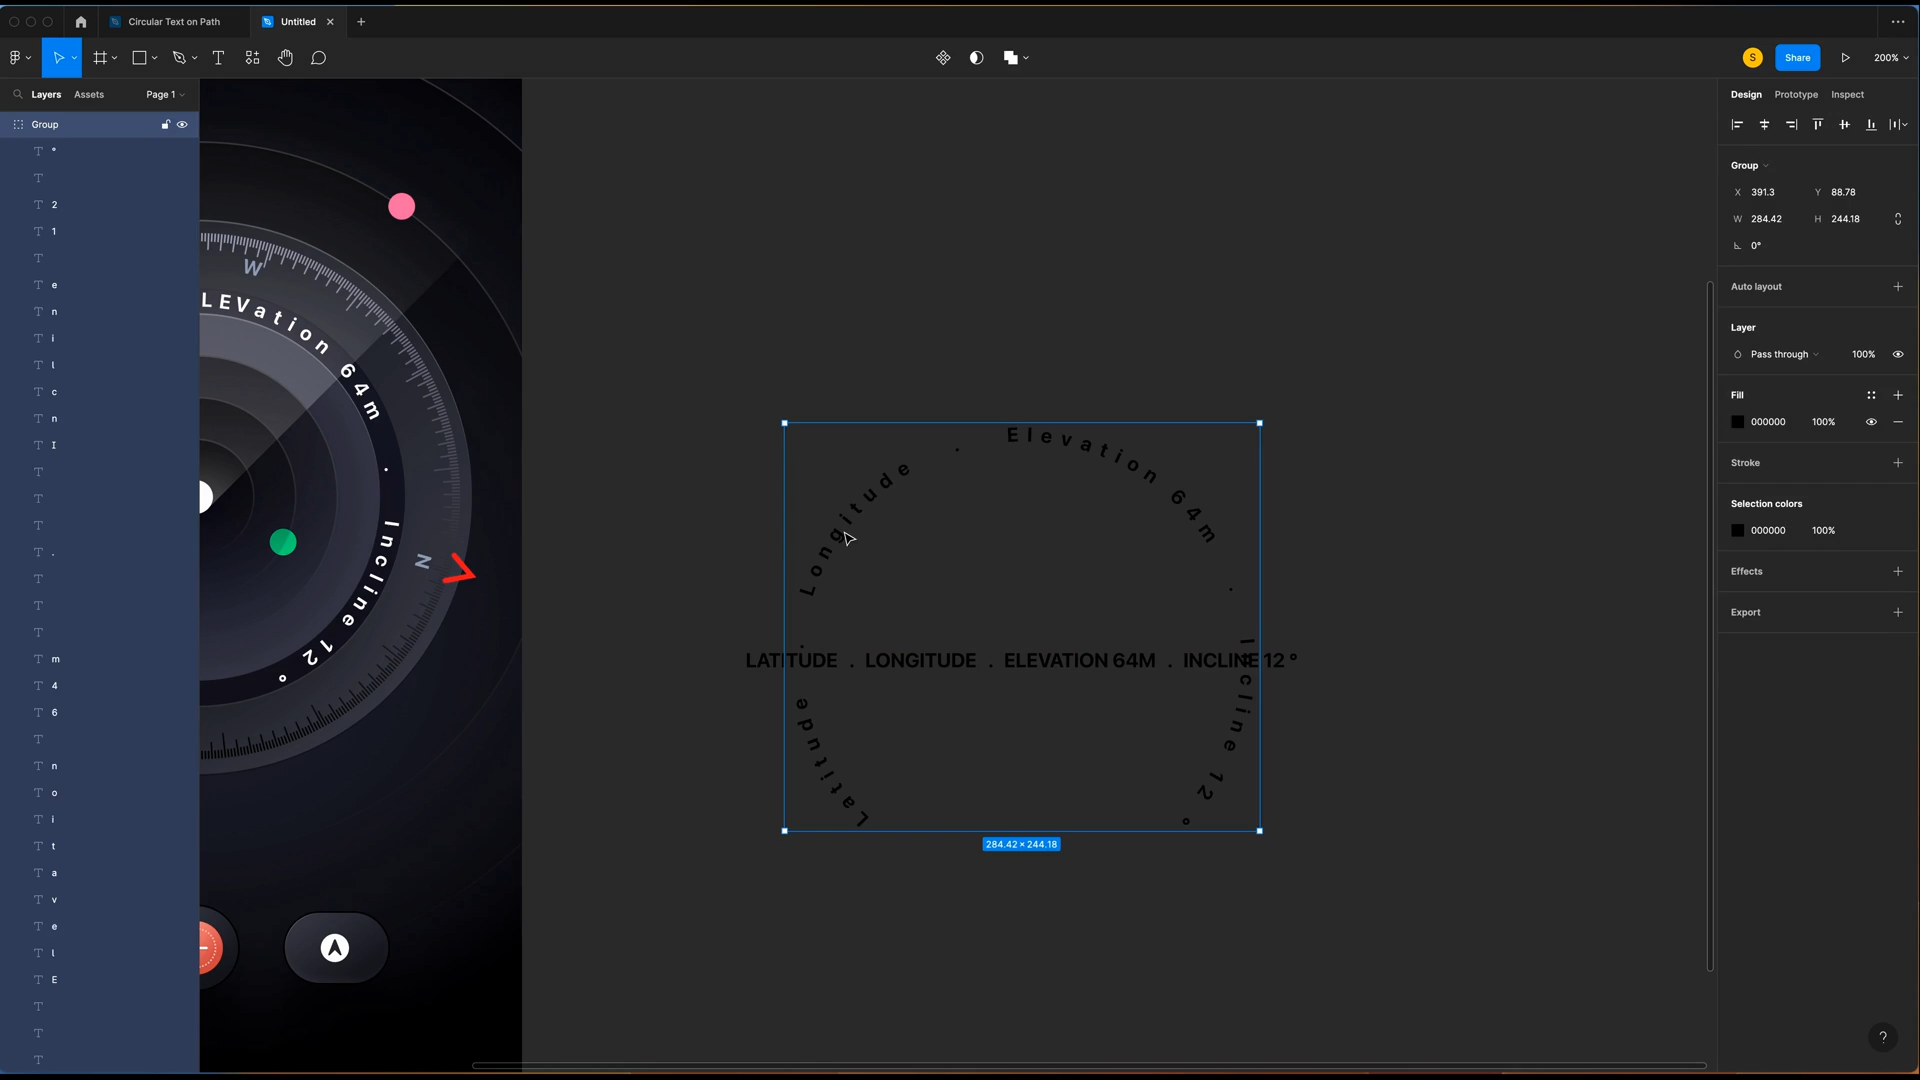 Circular Text on Path
Untitled
S
Share
200%
Layers
Assets
Page 1
Group
°
2
1
e
n
i
l
c
n
I
.
m
4
6
n
o
i
t
a
v
e
l
E
W
LEVation 64m
.
Incline 12 °
N
Latitude . Longitude . Elevation 64m . Incline 12 °
LATITUDE . LONGITUDE . ELEVATION 64M . INCLINE 12 °
284.42 × 244.18
Design
Prototype
Inspect
Group
X 391.3
Y 88.78
W 284.42
H 244.18
0°
Auto layout
Layer
Pass through
100%
Fill
000000
100%
Stroke
Selection colors
000000
100%
Effects
Export
?